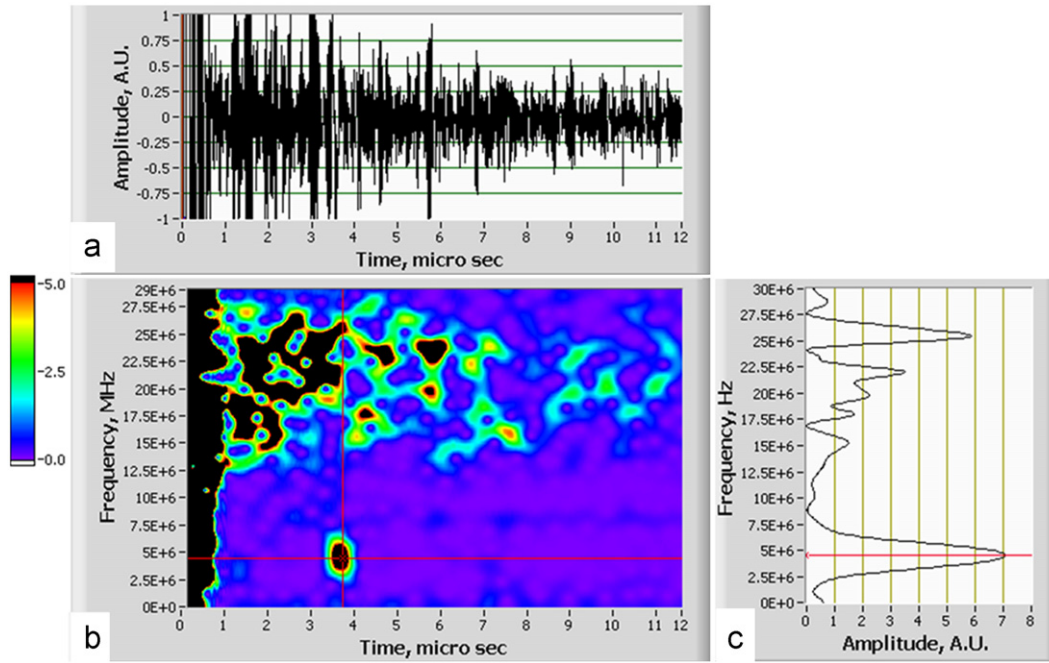 1
0.75
0.5
0.25
0
-0.25
-0.5
-0.75
-1
Amplitude, A.U.
0 1 2 3 4 5 6 7 8 9 10 11 12
Time, micro sec
a
5.0
2.5
0.0
29E+6
27.5E+6
25E+6
22.5E+6
20E+6
17.5E+6
15E+6
12.5E+6
10E+6
7.5E+6
5E+6
2.5E+6
0E+0
Frequency, MHz
0 1 2 3 4 5 6 7 8 9 10 11 12
Time, micro sec
b
30E+6
27.5E+6
25E+6
22.5E+6
20E+6
17.5E+6
15E+6
12.5E+6
10E+6
7.5E+6
5E+6
2.5E+6
0E+0
Frequency, Hz
0 1 2 3 4 5 6 7 8
Amplitude, A.U.
c